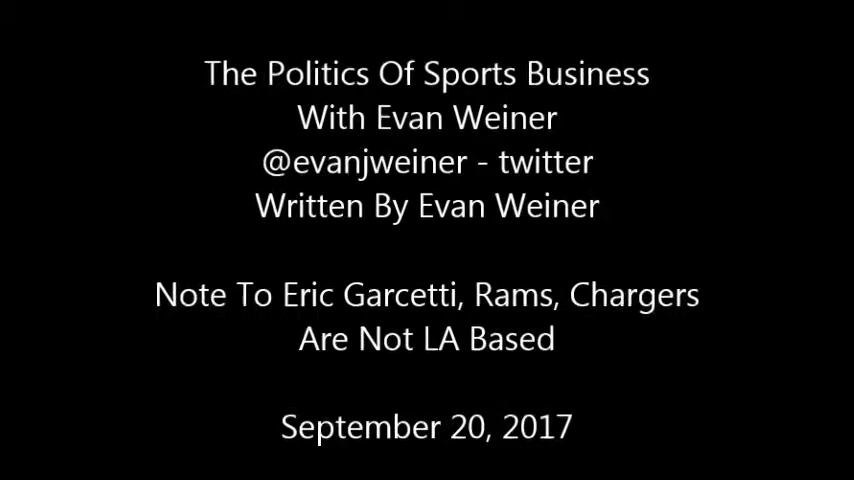 The Politics Of Sports Business
With Evan Weiner
@evanjweiner - twitter
Written By Evan Weiner
Note To Eric Garcetti, Rams, Chargers
Are Not LA Based
September 20, 2017